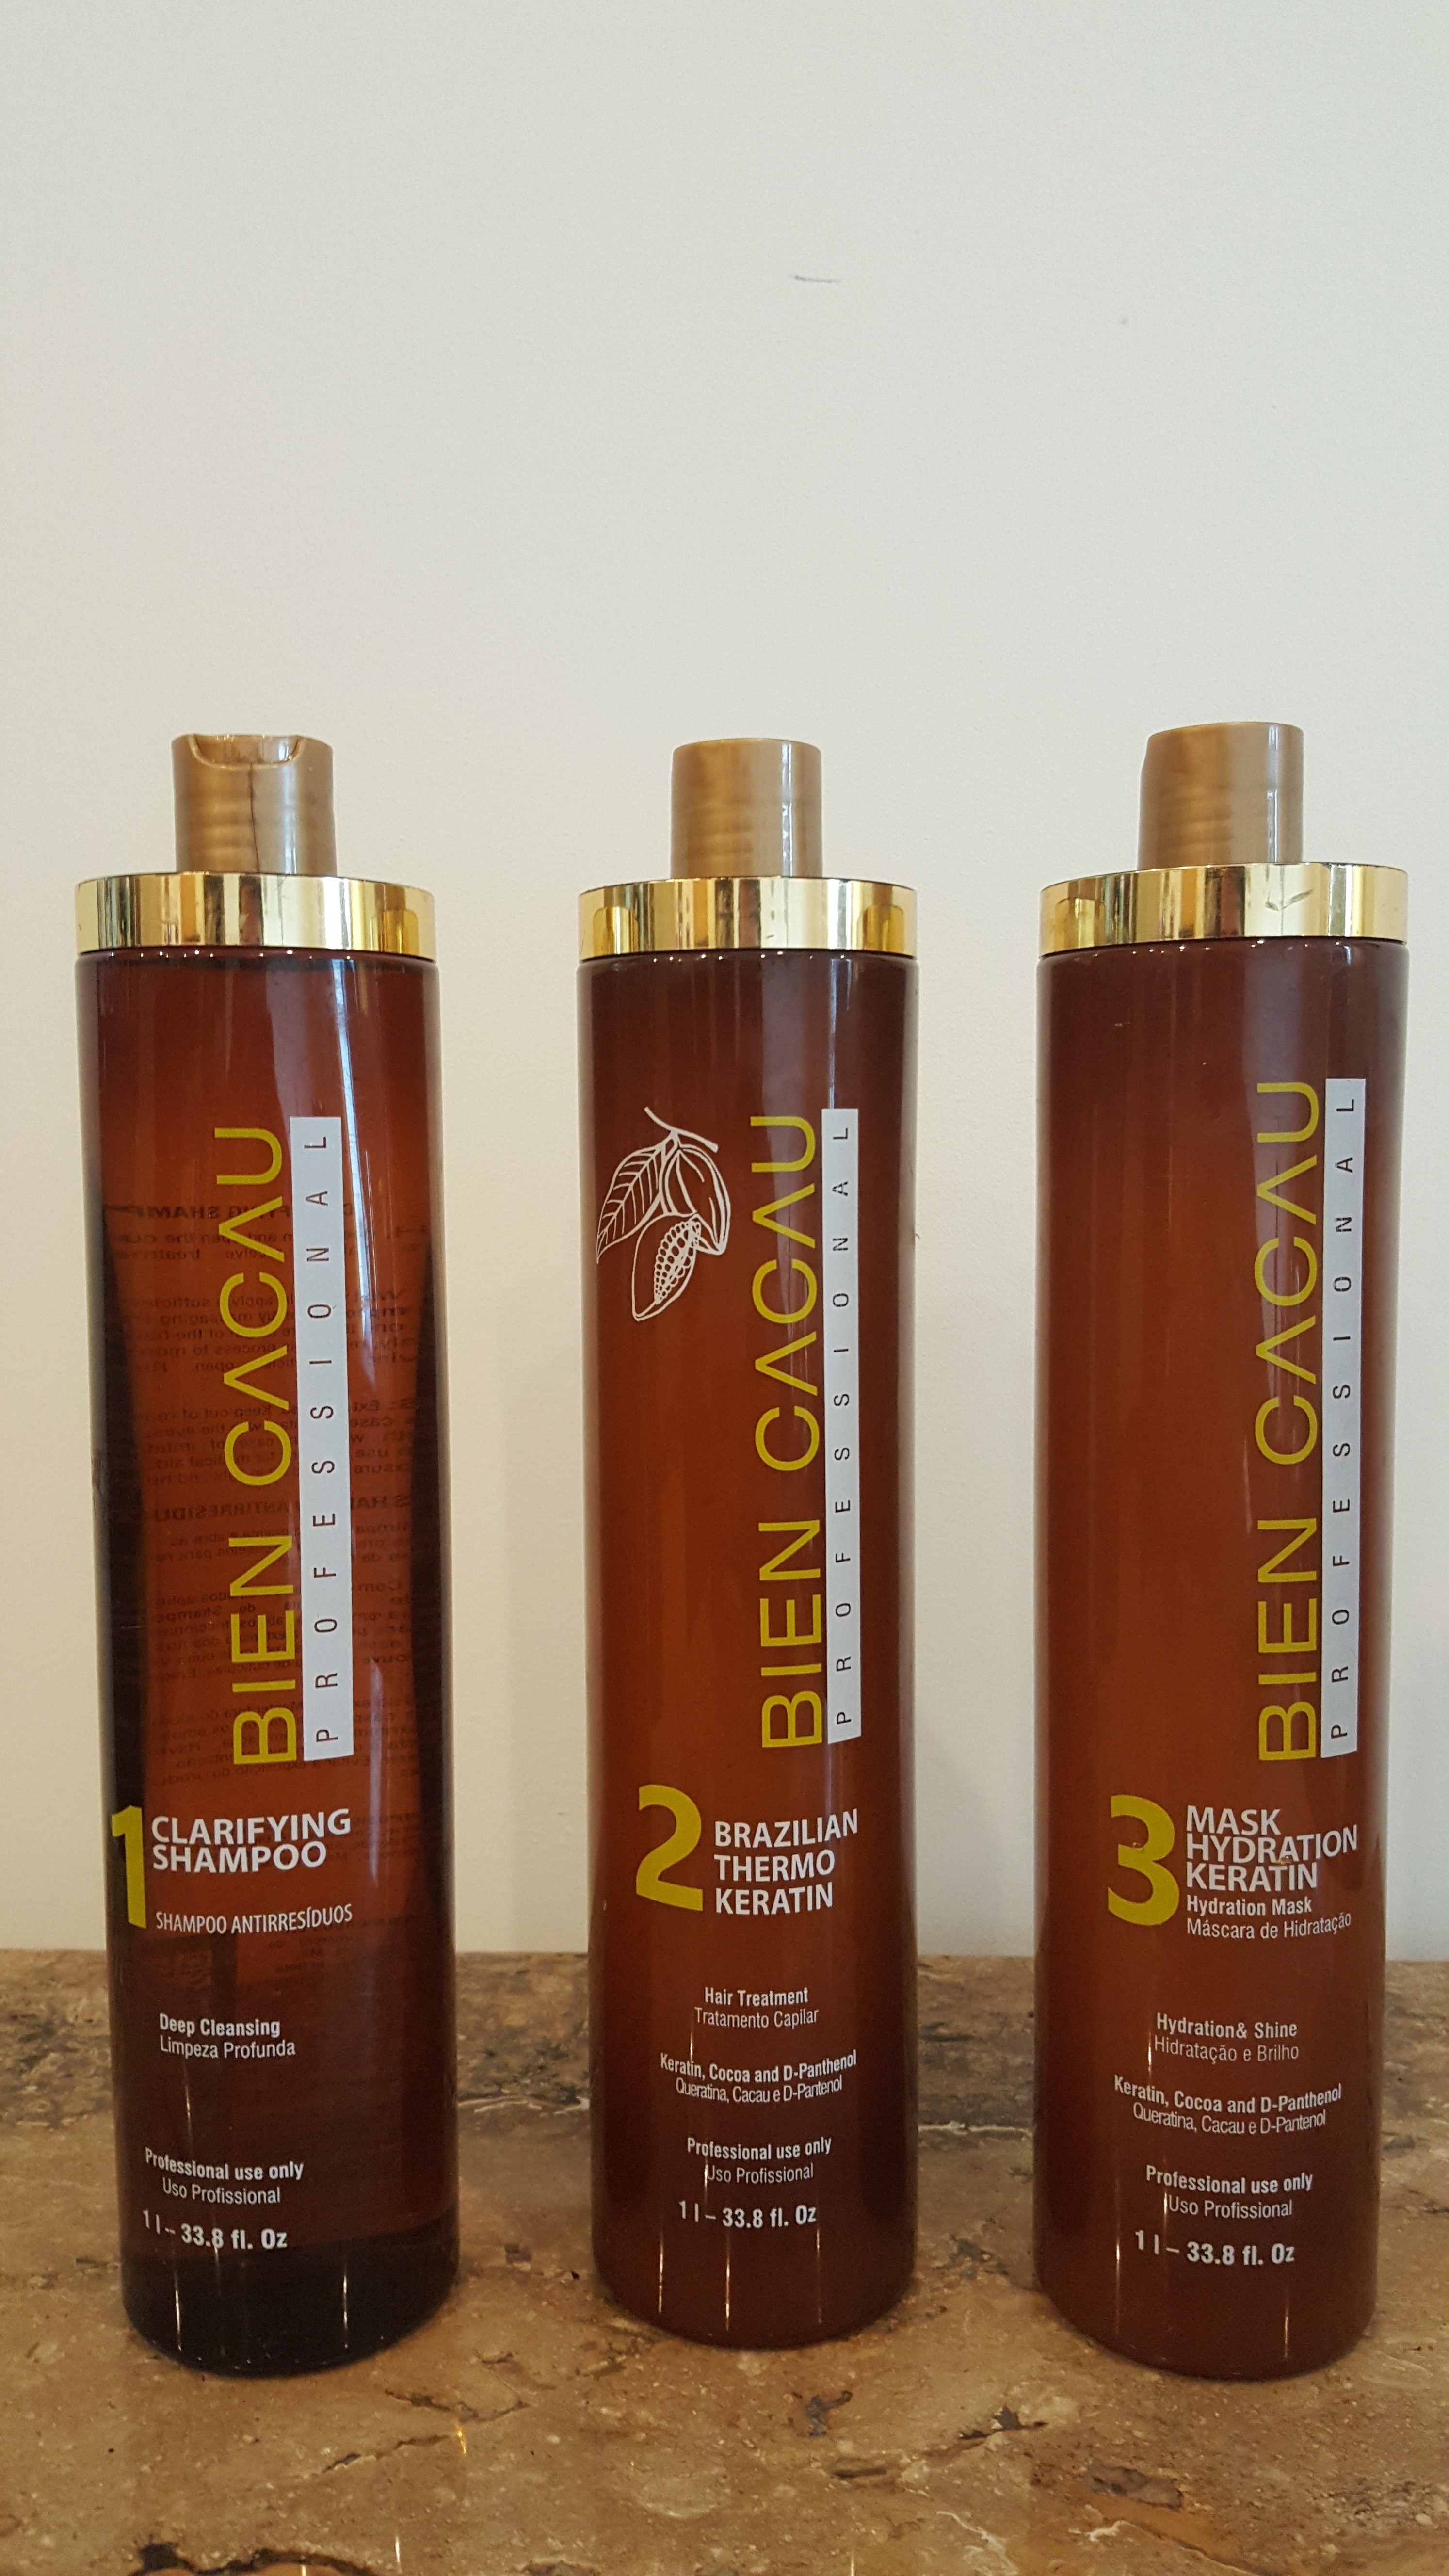 BIEN CACAU
PROFESSIONAL
1
CLARIFYING
SHAMPOO
SHAMPOO ANTIRRESÍDUOS
Deep Cleansing
Limpeza Profunda
Professional use only
Uso Profissional
1 l – 33.8 fl. Oz
BIEN CACAU
PROFESSIONAL
2
BRAZILIAN
THERMO
KERATIN
Hair Treatment
Tratamento Capilar
Keratin, Cocoa and D-Panthenol
Queratina, Cacau e D-Pantenol
Professional use only
Uso Profissional
1 l – 33.8 fl. Oz
BIEN CACAU
PROFESSIONAL
3
MASK
HYDRATION
KERATIN
Hydration Mask
Máscara de Hidratação
Hydration& Shine
Hidratação e Brilho
Keratin, Cocoa and D-Panthenol
Queratina, Cacau e D-Pantenol
Professional use only
Uso Profissional
1 l – 33.8 fl. Oz